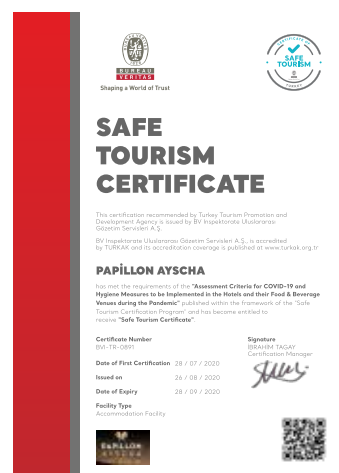 BUREAU
VERITAS
Shaping a World of Trust
CERTIFICATE
SAFE
TOURISM
TURKEY
SAFE
TOURISM
CERTIFICATE
This certification recommended by Turkey Tourism Promotion and
Development Agency is issued by BV Inspektorate Uluslararası
Gözetim Servisleri A.Ş..
BV Inspektorate Uluslararası Gözetim Servisleri A.Ş., is accredited
by TURKAK and its accreditation coverage is published at www.turkak.org.tr
PAPİLLON AYSCHA
has met the requirements of the "Assessment Criteria for COVID-19 and
Hygiene Measures to be Implemented in the Hotels and their Food & Beverage
Venues during the Pandemic" published within the framework of the "Safe
Tourism Certification Program" and has become entitled to
receive "Safe Tourism Certificate".
Certificate Number
BVI-TR-0891
Signature
IBRAHIM TAGAY
Certification Manager
Date of First Certification 28 / 07 / 2020
Issued on 26 / 08 / 2020
Date of Expiry 28 / 09 / 2020
Facility Type
Accommodation Facility